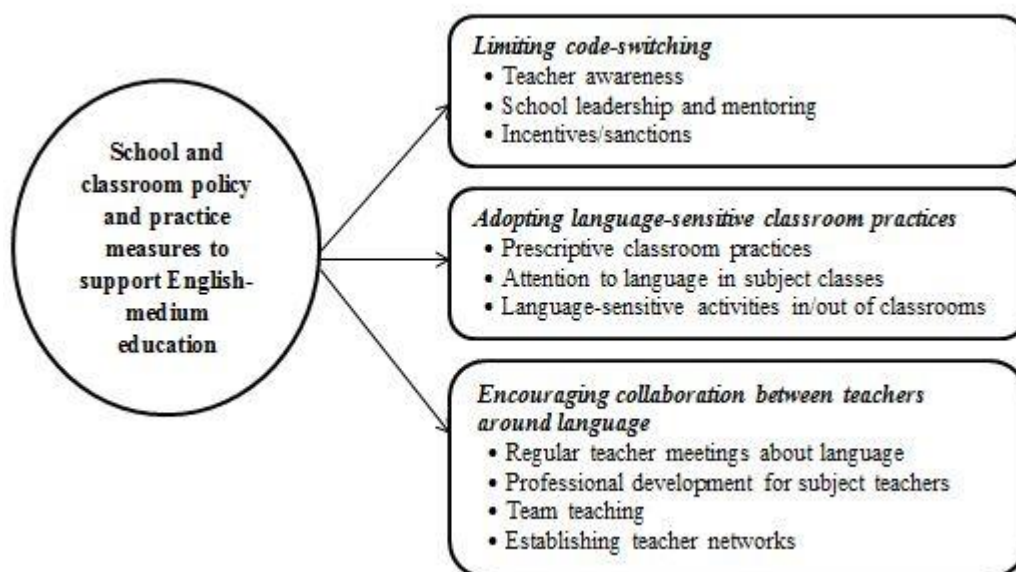 School and
classroom policy
and practice
measures to
support English-
medium
education
Limiting code-switching
• Teacher awareness
• School leadership and mentoring
• Incentives/sanctions
Adopting language-sensitive classroom practices
• Prescriptive classroom practices
• Attention to language in subject classes
• Language-sensitive activities in/out of classrooms
Encouraging collaboration between teachers
around language
• Regular teacher meetings about language
• Professional development for subject teachers
• Team teaching
• Establishing teacher networks